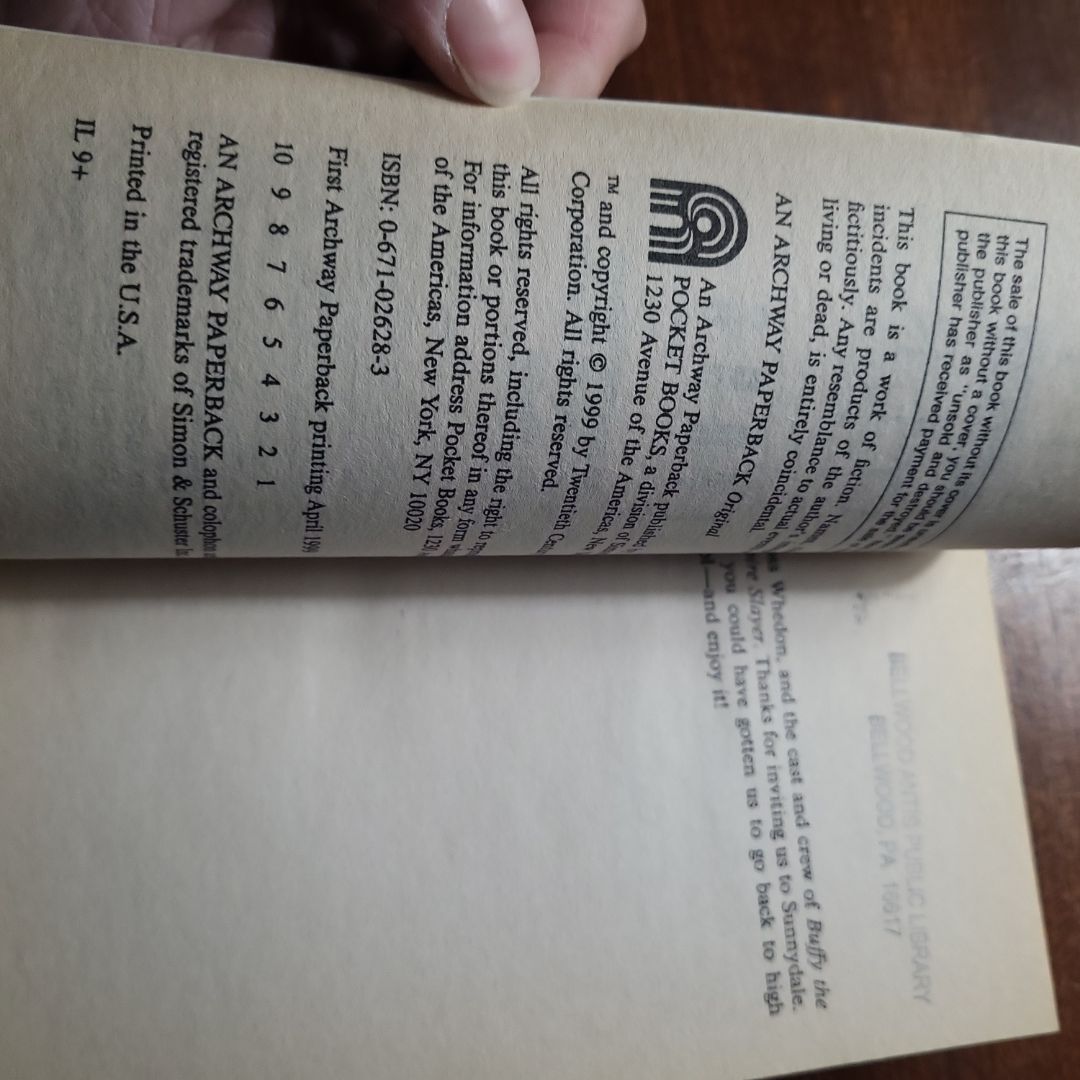 The sale of this book without its cover
this book without a cover, you should
the publisher as "unsold and destroyed
publisher has received payment for
This book is a work of fiction.
incidents are products of the author's
fictitiously. Any resemblance to actual
living or dead, is entirely coincidental
AN ARCHWAY PAPERBACK Original
An Archway Paperback
POCKET BOOKS, a division of
1230 Avenue of the Americas,
™ and copyright © 1999 by Twentieth
Corporation. All rights reserved.
All rights reserved, including the right to
this book or portions thereof in any form
For information address Pocket Books,
of the Americas, New York, NY 10020
ISBN: 0-671-02628-3
First Archway Paperback printing April
10 9 8 7 6 5 4 3 2 1
AN ARCHWAY PAPERBACK and colophon
registered trademarks of Simon & Schuster
Printed in the U.S.A.
IL 9+
BELLWOOD ANTIS PUBLIC LIBRARY
BELLWOOD, PA 16617
Whedon, and the cast and crew of Buffy the
Slayer. Thanks for inviting us to Sunnydale.
you could have gotten us to go back to high
—and enjoy it!